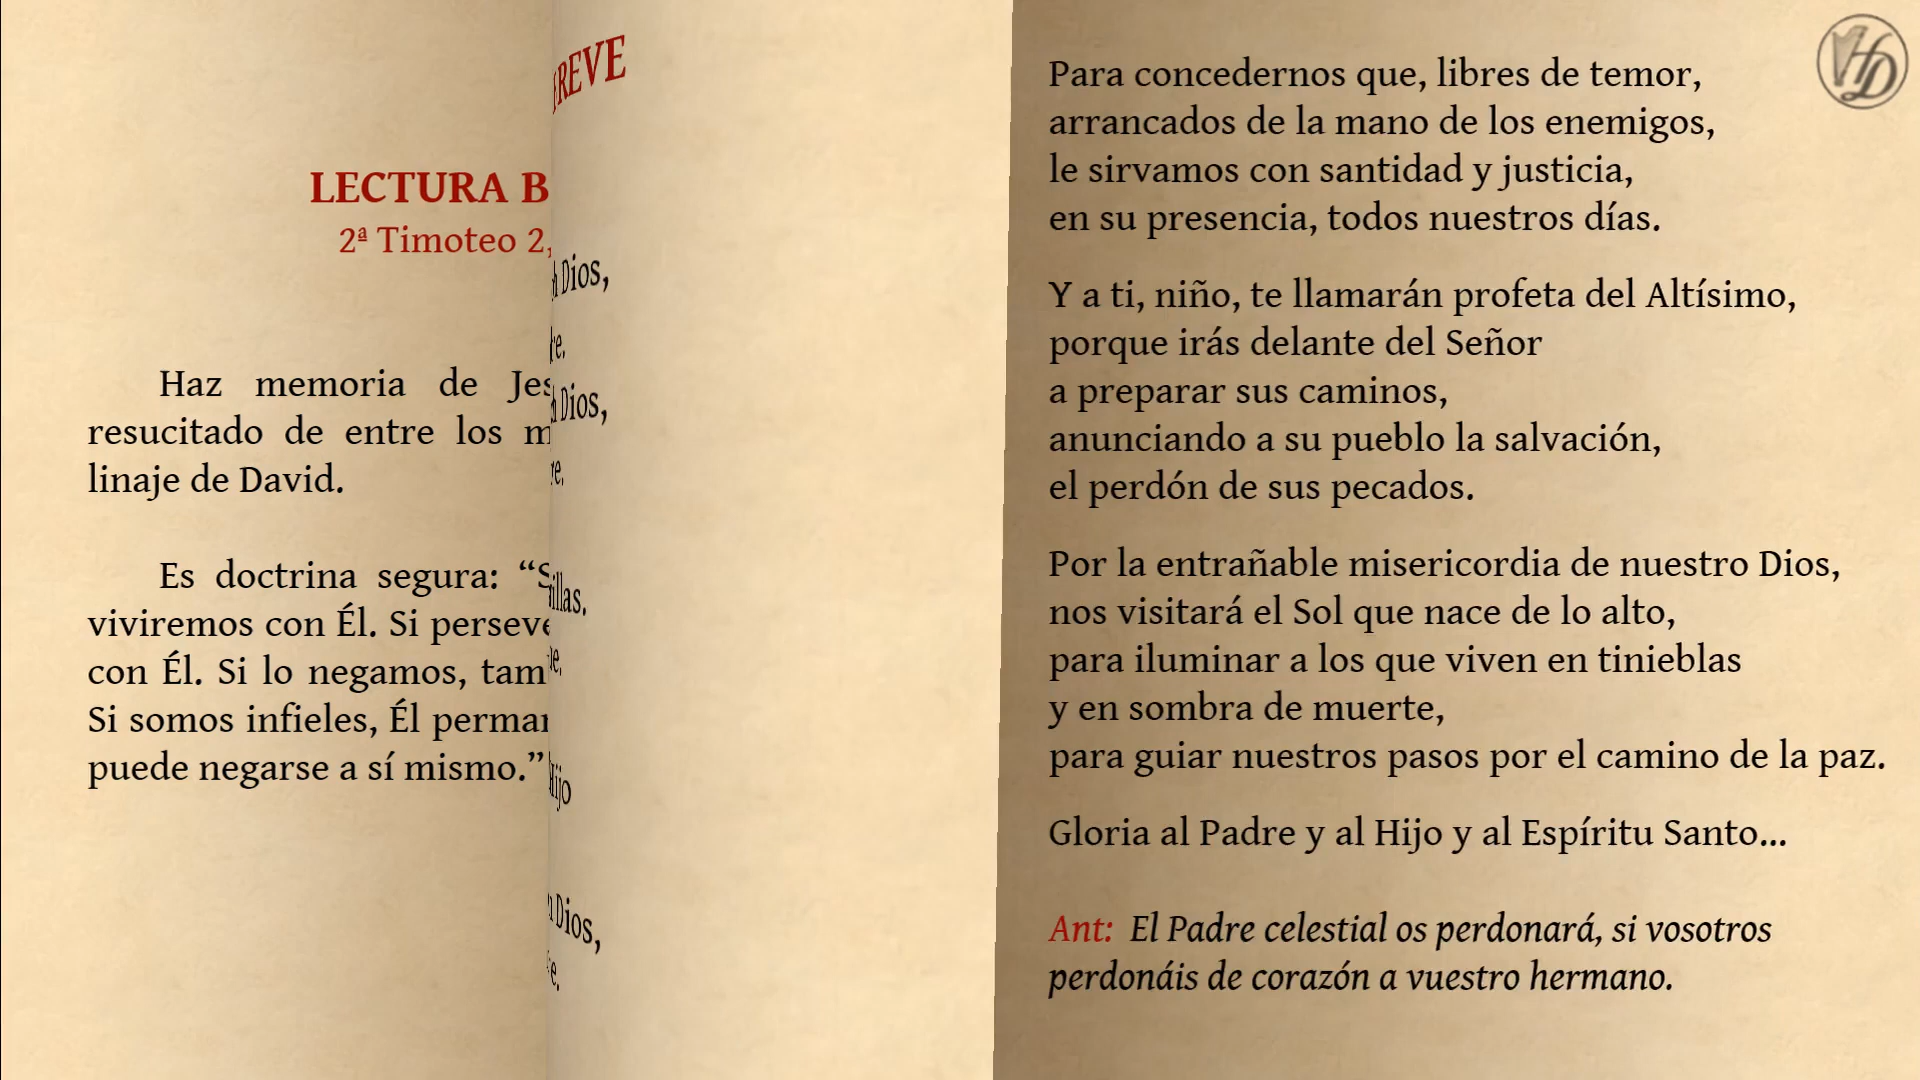 LECTURA B
2ª Timoteo 2,
Haz memoria de
resucitado de entre los
linaje de David.
Es doctrina segura:
viviremos con Él. Si
con Él. Si lo negamos,
Si somos infieles, Él
puede negarse a sí mismo.”
REVE
Dios,
Dios,
Dios,
Para concedernos que, libres de temor,
arrancados de la mano de los enemigos,
le sirvamos con santidad y justicia,
en su presencia, todos nuestros días.
Y a ti, niño, te llamarán profeta del Altísimo,
porque irás delante del Señor
a preparar sus caminos,
anunciando a su pueblo la salvación,
el perdón de sus pecados.
Por la entrañable misericordia de nuestro Dios,
nos visitará el Sol que nace de lo alto,
para iluminar a los que viven en tinieblas
y en sombra de muerte,
para guiar nuestros pasos por el camino de la paz.
Gloria al Padre y al Hijo y al Espíritu Santo...
Ant: El Padre celestial os perdonará, si vosotros
perdonáis de corazón a vuestro hermano.
HD